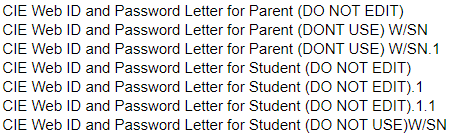 CIE Web ID and Password Letter for Parent (DO NOT EDIT)
CIE Web ID and Password Letter for Parent (DONT USE) W/SN
CIE Web ID and Password Letter for Parent (DONT USE) W/SN.1
CIE Web ID and Password Letter for Student (DO NOT EDIT)
CIE Web ID and Password Letter for Student (DO NOT EDIT).1
CIE Web ID and Password Letter for Student (DO NOT EDIT).1.1
CIE Web ID and Password Letter for Student (DO NOT USE)W/SN